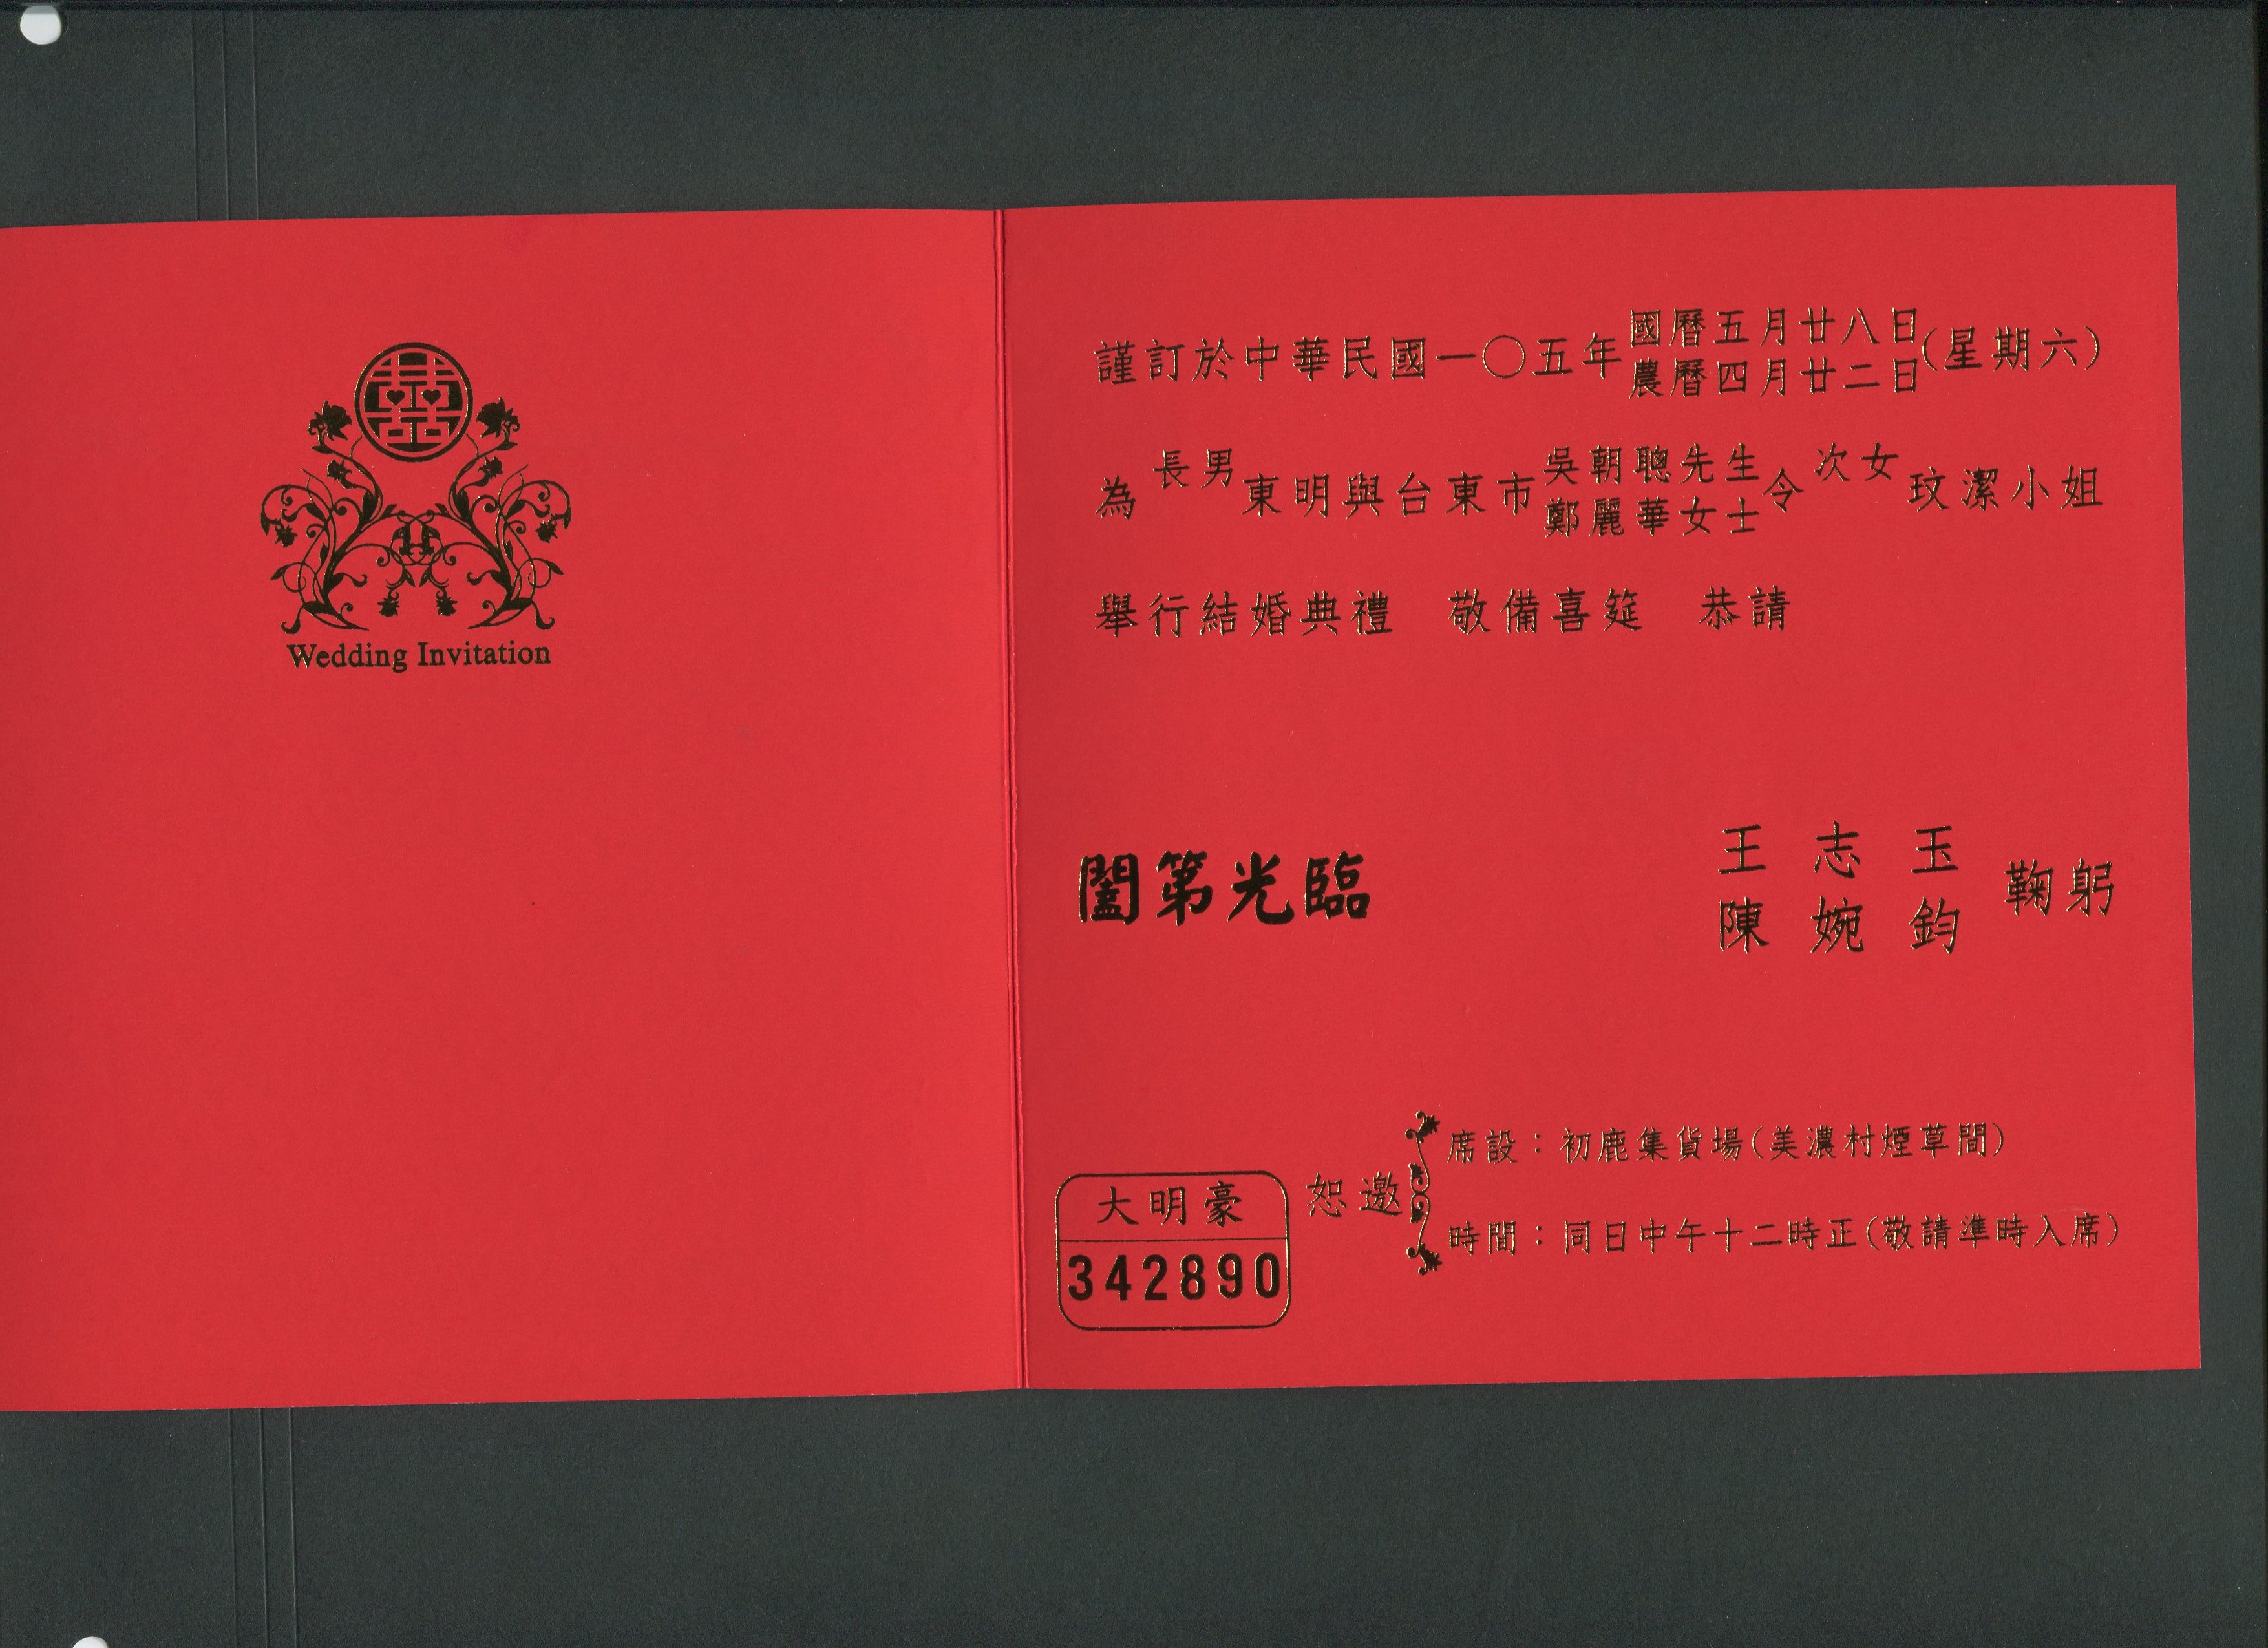 囍
Wedding Invitation
謹訂於中華民國一〇五年國曆五月廿八日(星期六)
農曆四月廿二日
為長男東明與台東市吳朝聰先生令次女玟潔小姐
鄭麗華女士
舉行結婚典禮 敬備喜筵 恭請
闔第光臨
王志玉
陳婉鈞
鞠躬
大明豪
342890
恕邀
席設：初鹿集貨場(美濃村煙草間)
時間：同日中午十二時正(敬請準時入席)